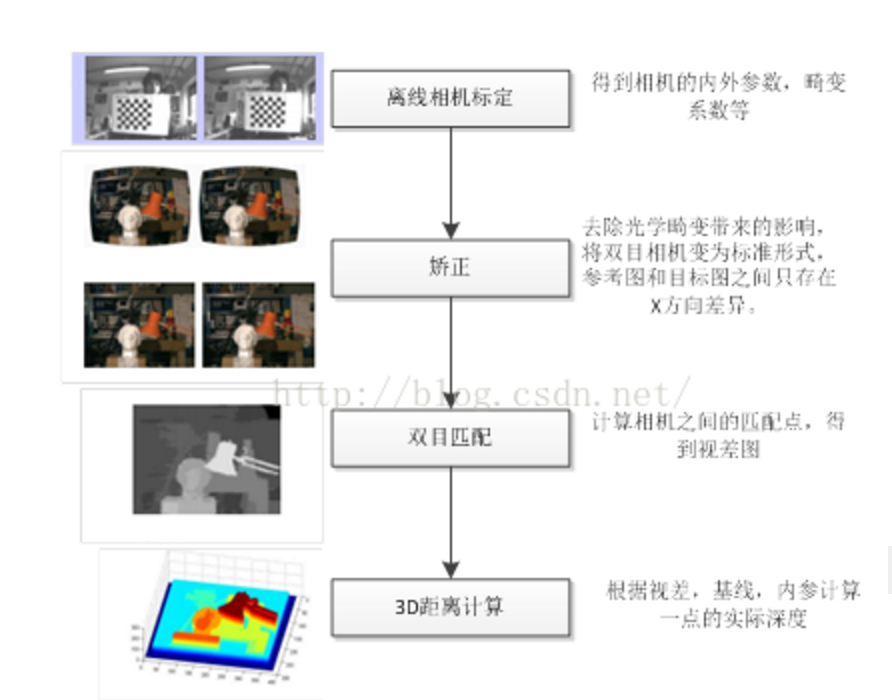 离线相机标定
得到相机的内外参数，畸变
系数等
去除光学畸变带来的影响，
将双目相机变为标准形式，
参考图和目标图之间只存在
X方向差异。
矫正
http://blog.csdn.net/
双目匹配
计算相机之间的匹配点，得
到视差图
3D距离计算
根据视差，基线，内参计算
一点的实际深度